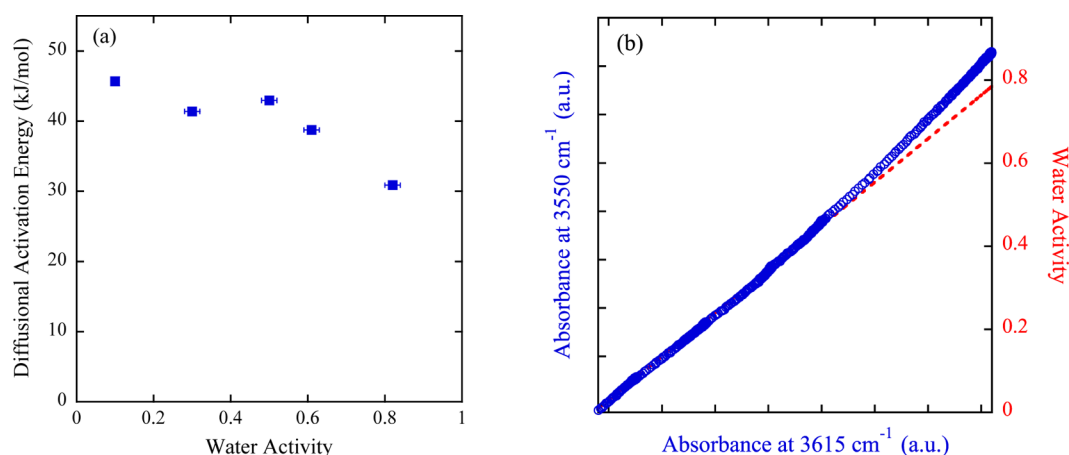 (a)
50
40
30
20
10
0
0 0.2 0.4 0.6 0.8 1
Diffusional Activation Energy (kJ/mol)
Water Activity
(b)
0.8
0.6
0.4
0.2
0
Absorbance at 3550 cm⁻¹ (a.u.)
Water Activity
Absorbance at 3615 cm⁻¹ (a.u.)